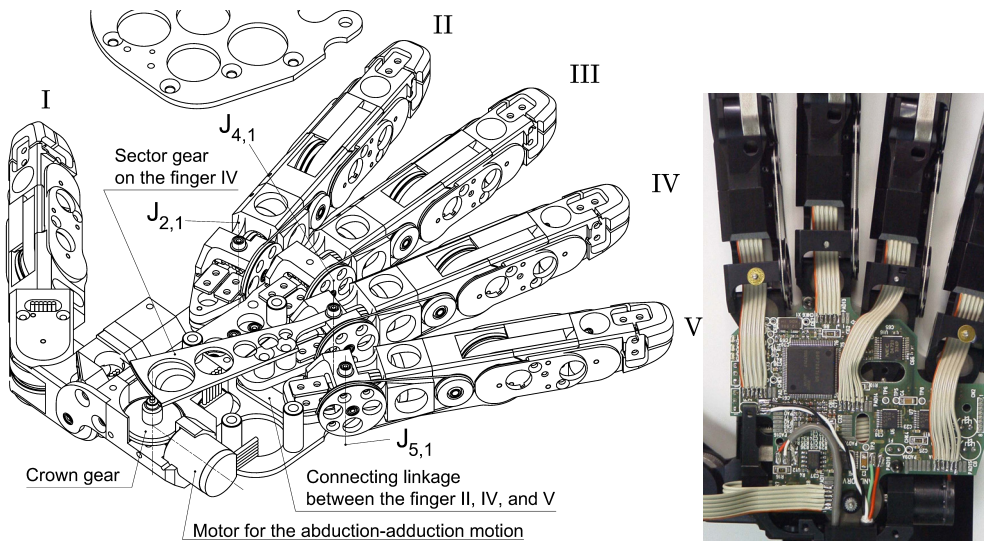 II
III
I
J4,1
Sector gear
on the finger IV
IV
J2,1
V
J5,1
Crown gear
Connecting linkage
between the finger II, IV, and V
Motor for the abduction-adduction motion